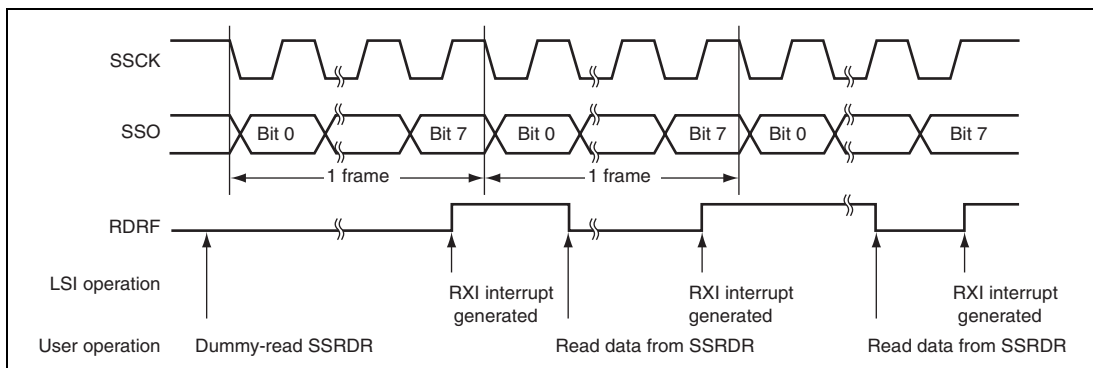 SSCK
SSO
Bit 0
Bit 7
Bit 0
Bit 7
Bit 0
Bit 7
1 frame
1 frame
RDRF
LSI operation
RXI interrupt
generated
RXI interrupt
generated
RXI interrupt
generated
User operation
Dummy-read SSRDR
Read data from SSRDR
Read data from SSRDR